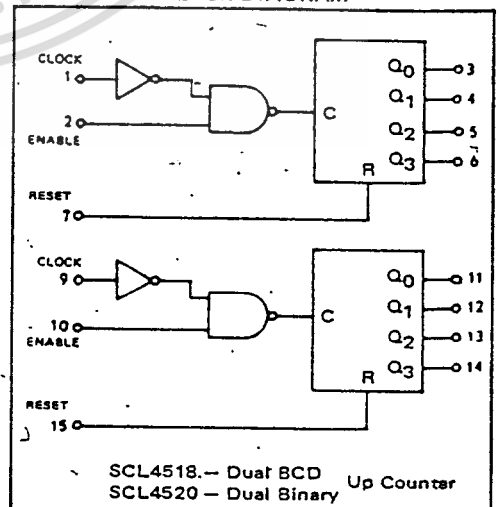 CLOCK
1
2
ENABLE
RESET
7
C
R
Q0
Q1
Q2
Q3
3
4
5
6
CLOCK
9
10
ENABLE
RESET
15
C
R
Q0
Q1
Q2
Q3
11
12
13
14
SCL4518.— Dual BCD
SCL4520 — Dual Binary
Up Counter